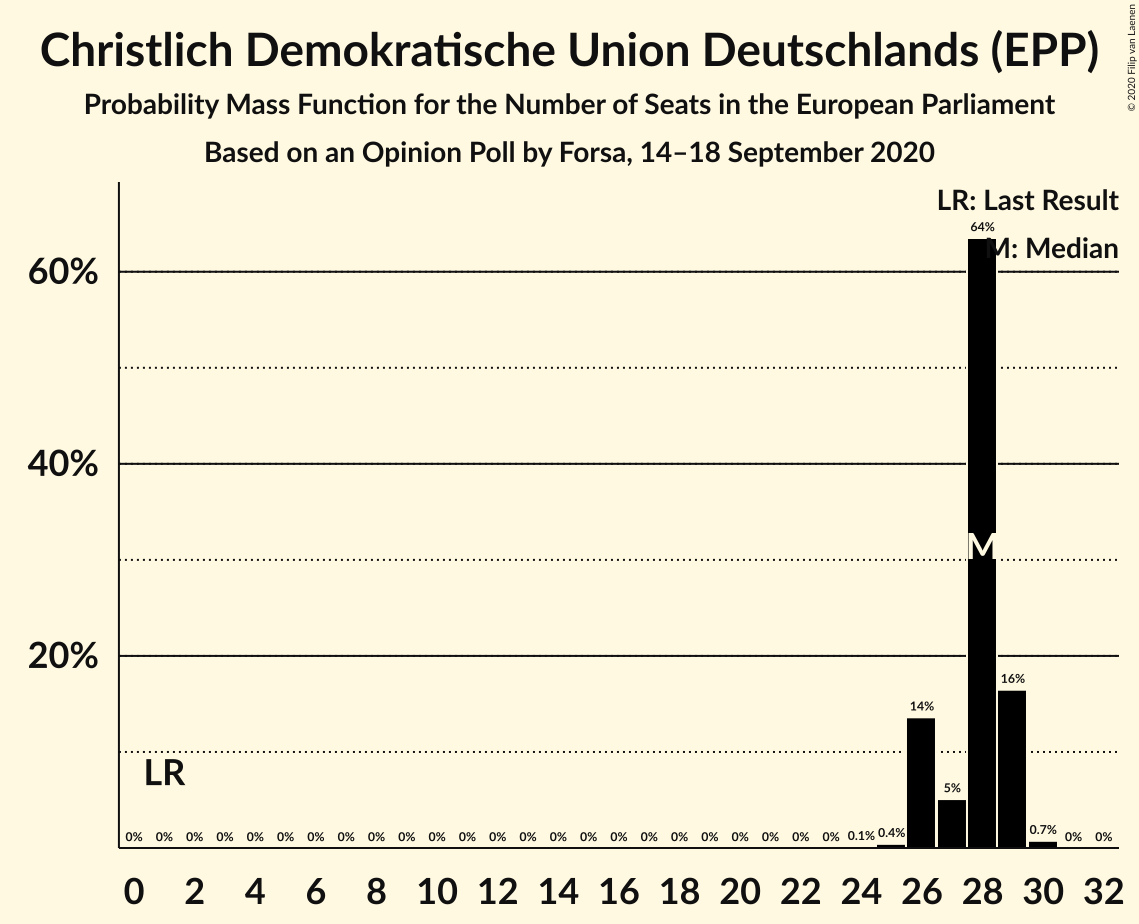 Christlich Demokratische Union Deutschlands (EPP)
Probability Mass Function for the Number of Seats in the European Parliament
Based on an Opinion Poll by Forsa, 14–18 September 2020
© 2020 Filip van Laenen
LR: Last Result
M: Median
64%
60%
40%
M
20%
16%
14%
LR
5%
0% 0% 0% 0% 0% 0% 0% 0% 0% 0% 0% 0% 0% 0% 0% 0% 0% 0% 0% 0% 0% 0% 0% 0% 0.1% 0.4% 0.7% 0% 0%
0 2 4 6 8 10 12 14 16 18 20 22 24 26 28 30 32